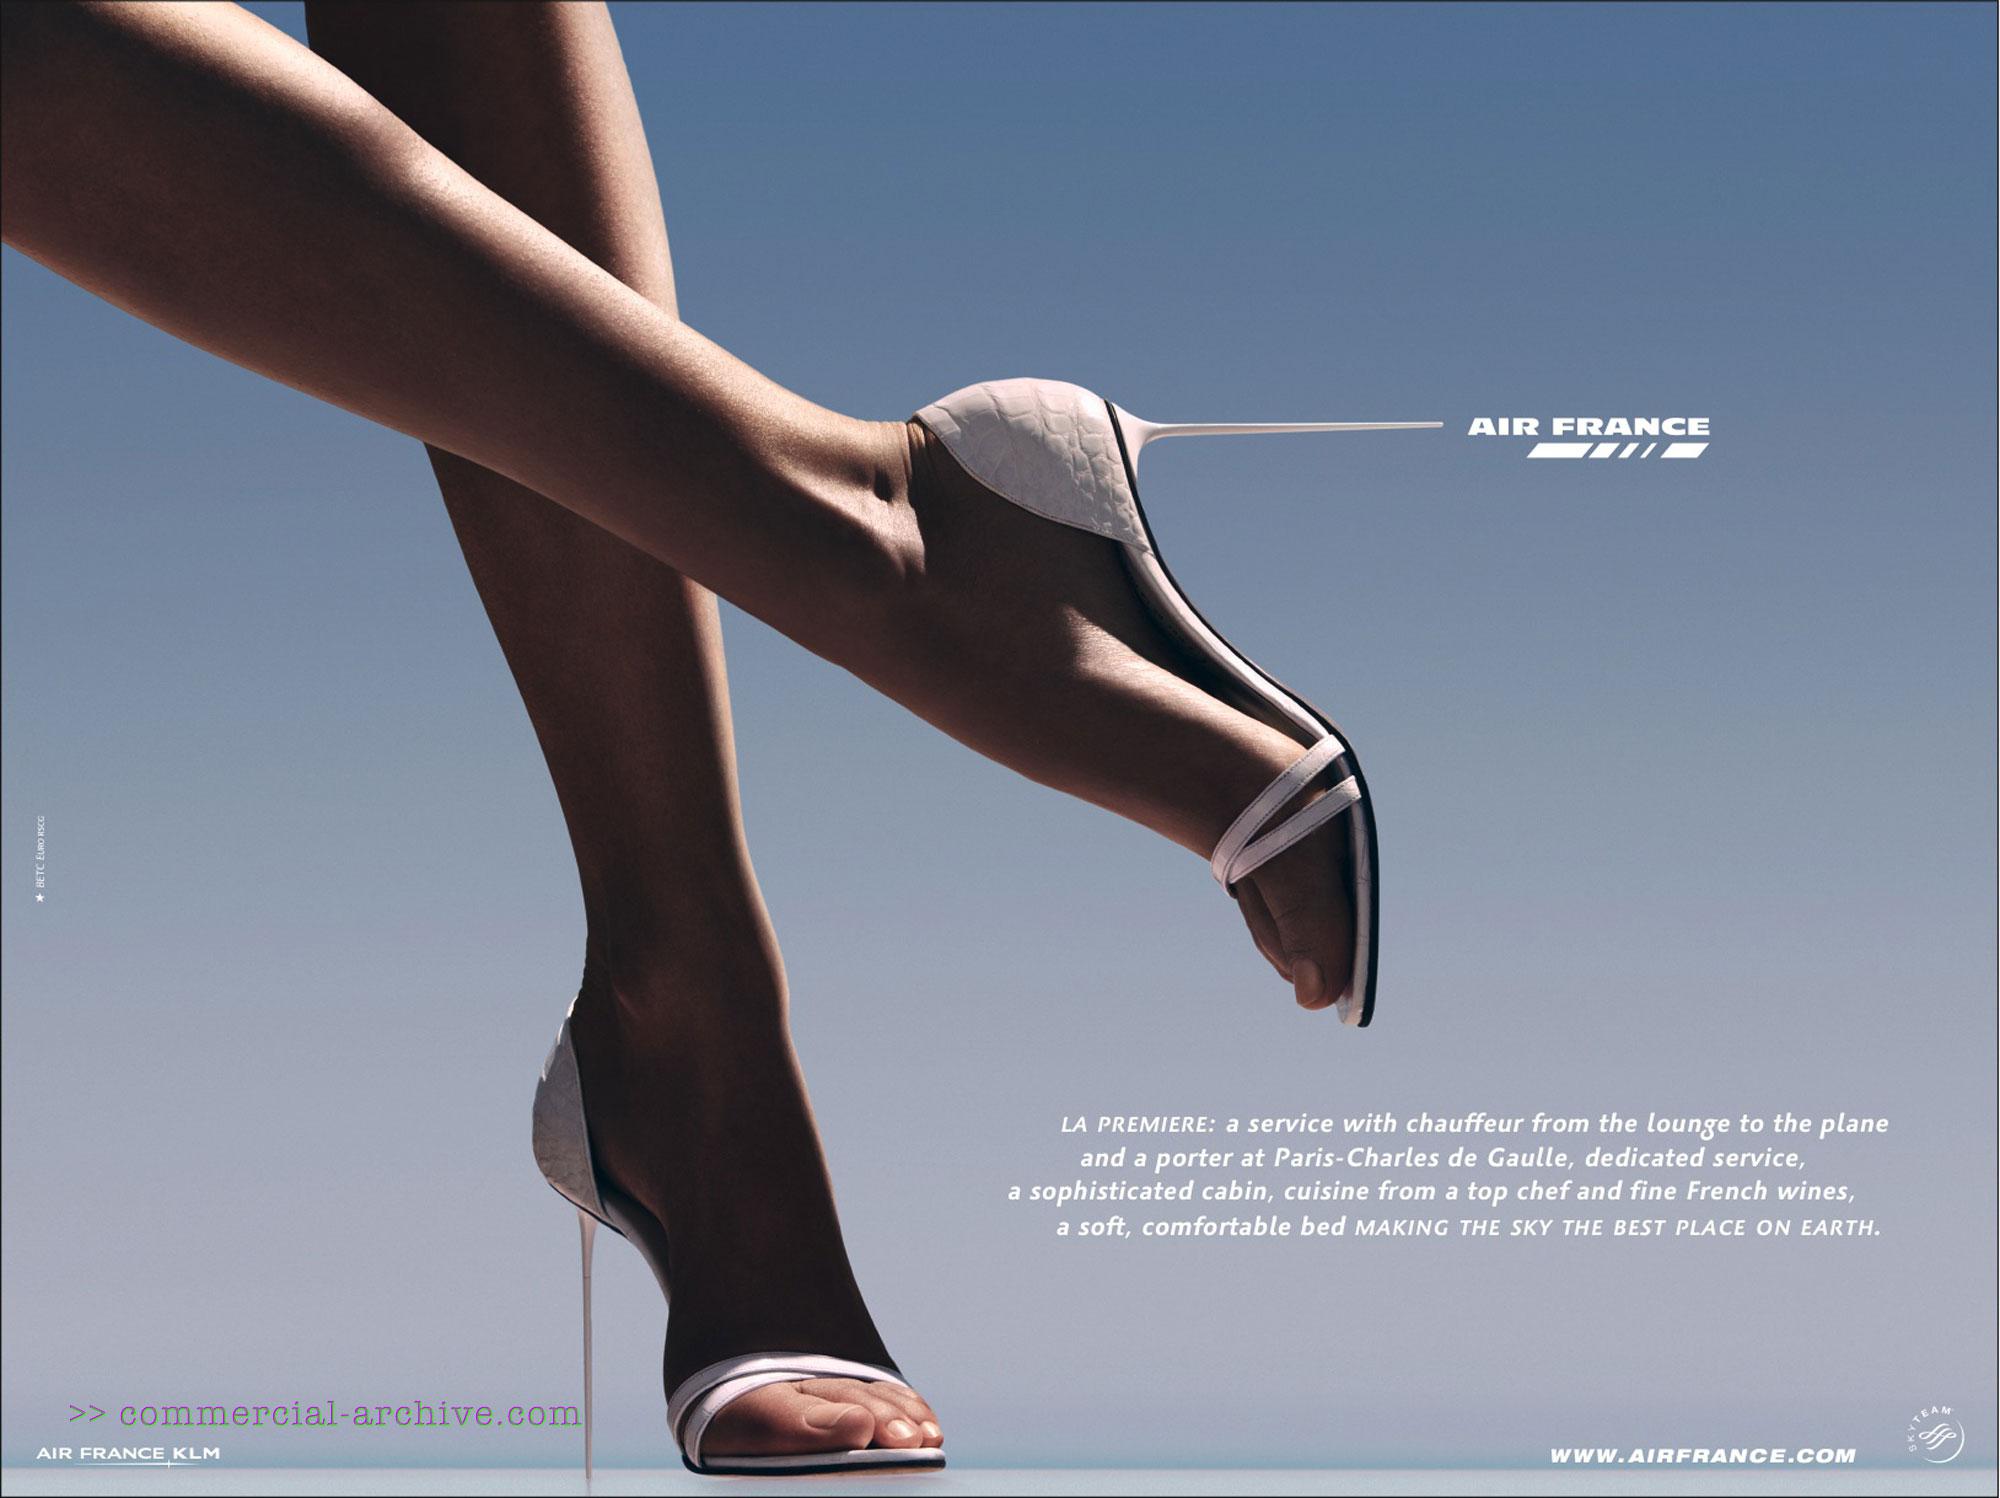 AIR FRANCE
★ BETC EURO RSCG
LA PREMIERE: a service with chauffeur from the lounge to the plane
and a porter at Paris-Charles de Gaulle, dedicated service,
a sophisticated cabin, cuisine from a top chef and fine French wines,
a soft, comfortable bed MAKING THE SKY THE BEST PLACE ON EARTH.
>> commercial-archive.com
AIR FRANCE KLM
WWW.AIRFRANCE.COM
SKYTEAM